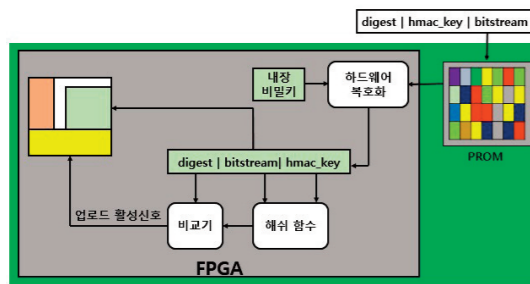 digest | hmac_key | bitstream
내장
비밀키
하드웨어
복호화
PROM
digest | bitstream| hmac_key
업로드 활성신호
비교기
해쉬 함수
FPGA